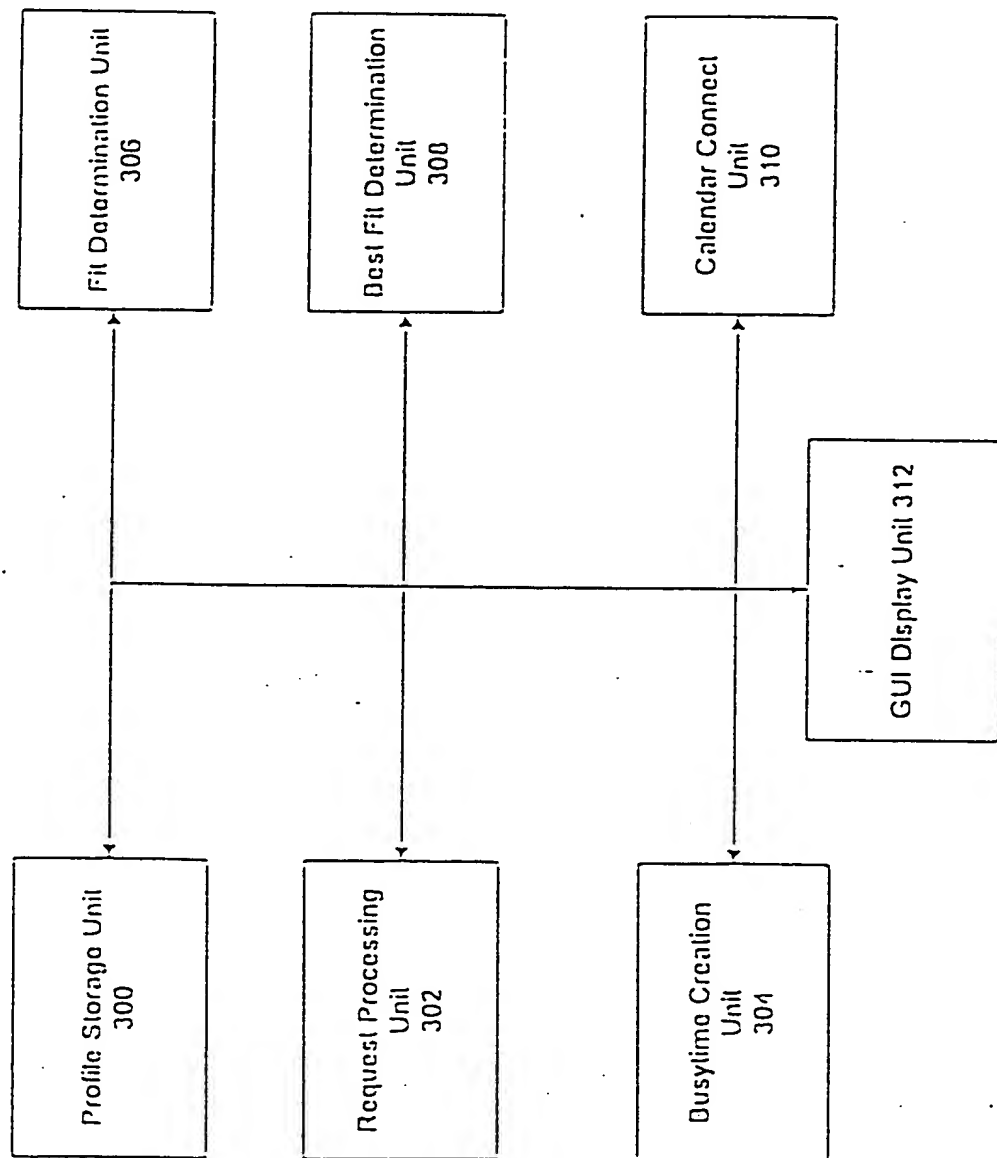 Profile Storage Unit
300
Request Processing
Unit
302
Busytime Creation
Unit
304
Fit Determination Unit
306
Best Fit Determination
Unit
308
Calendar Connect
Unit
310
GUI Display Unit 312